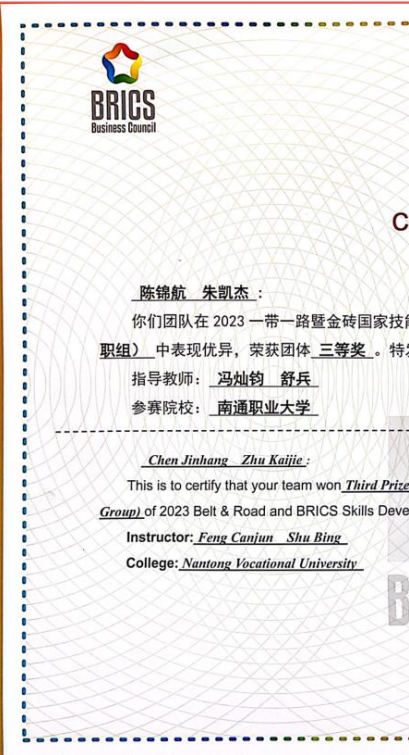 BRICS
Business Council
C
陈锦航 朱凯杰：
你们团队在 2023 一带一路暨金砖国家技能
职组） 中表现优异，荣获团体 三等奖 。特发
指导教师： 冯灿钧 舒兵
参赛院校： 南通职业大学
Chen Jinhang Zhu Kaijie :
This is to certify that your team won Third Prize
Group) of 2023 Belt & Road and BRICS Skills Deve
Instructor: Feng Canjun Shu Bing
College: Nantong Vocational University
B